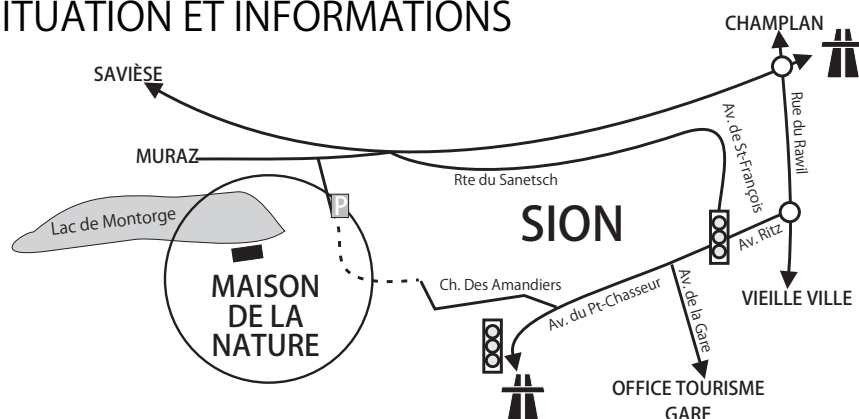 ITUATION ET INFORMATIONS
CHAMPLAN
SAVIÈSE
Rue du Rawil
Av. de St-François
MURAZ
Rte du Sanetsch
P
Lac de Montorge
SION
Av. Ritz
MAISON
DE LA
NATURE
Ch. Des Amandiers
Av. du Pt-Chasseur
Av. de la Gare
VIEILLE VILLE
OFFICE TOURISME
GARE